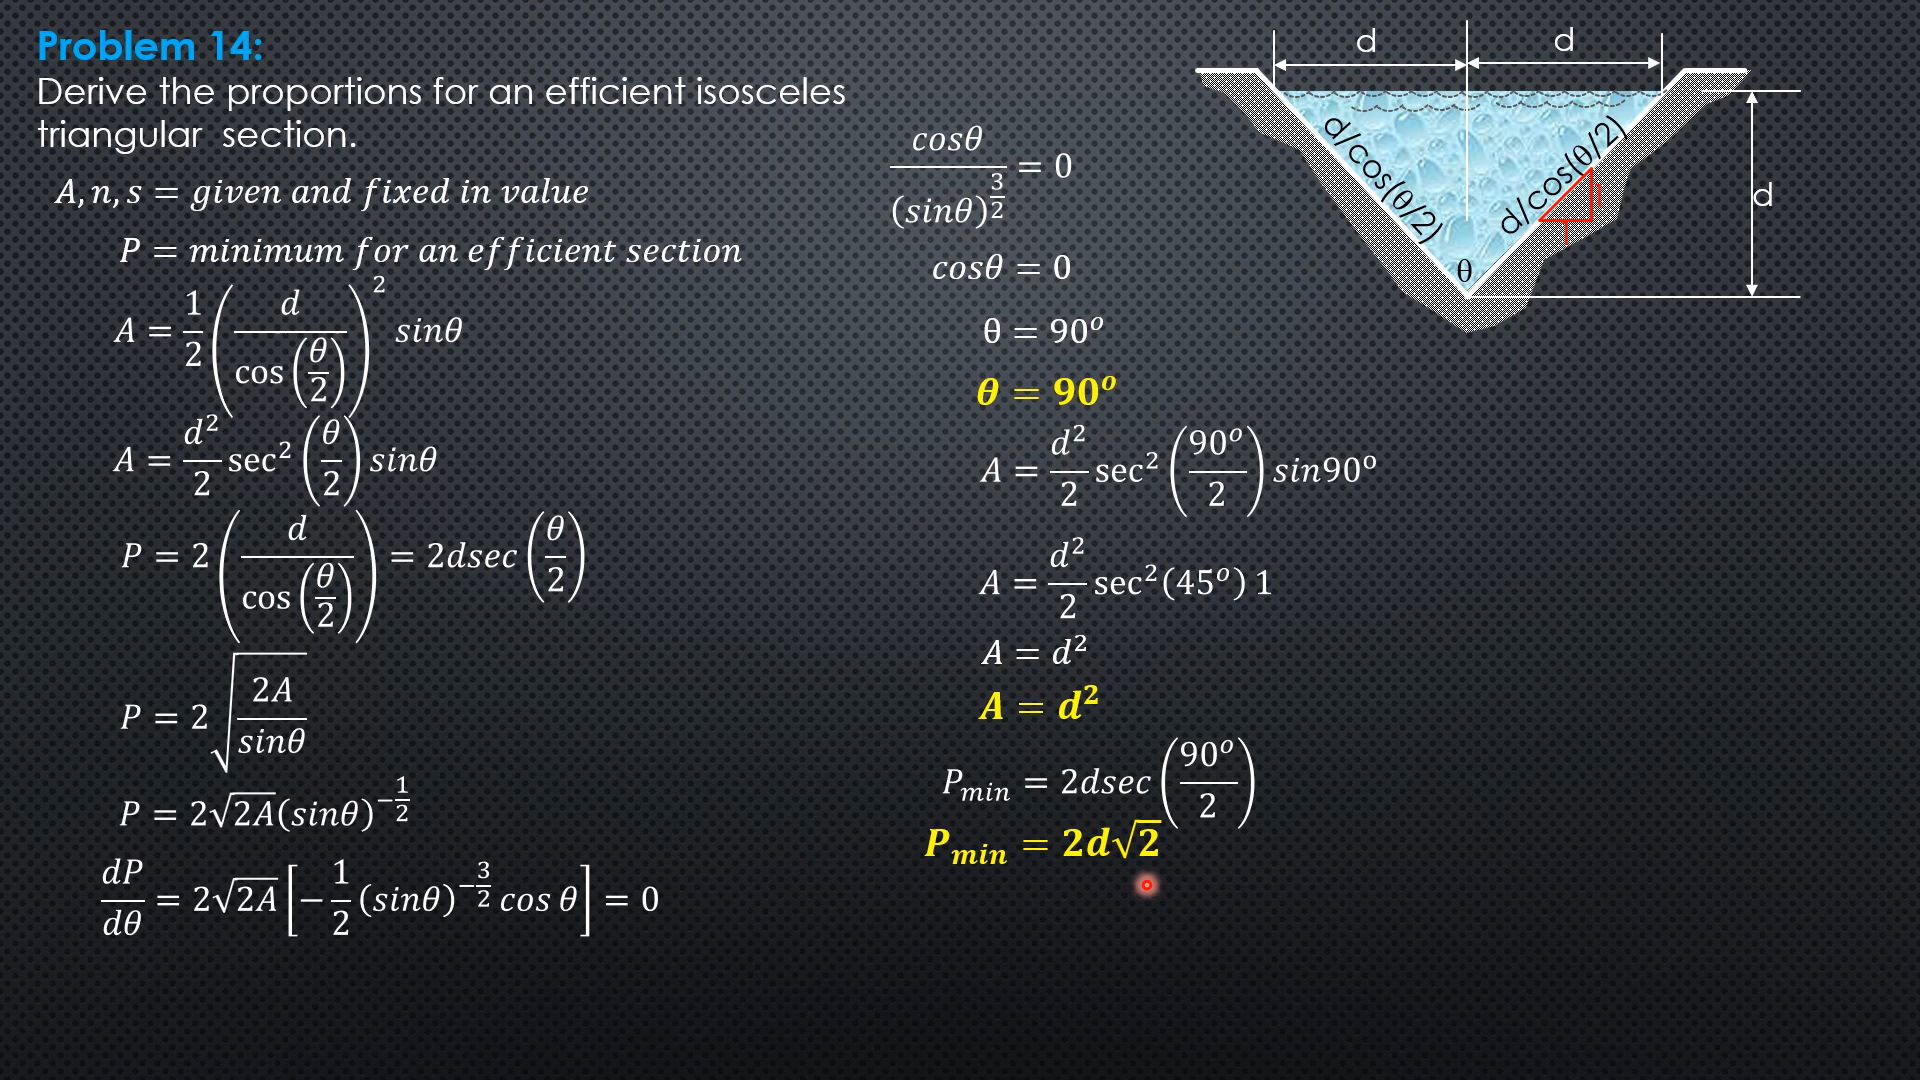 Problem 14:
Derive the proportions for an efficient isosceles
triangular section.
A, n, s = given and fixed in value
P = minimum for an efficient section
A = 1/2 (d / cos(θ/2))² sinθ
A = d²/2 sec² (θ/2) sinθ
P = 2 (d / cos(θ/2)) = 2dsec (θ/2)
P = 2 √(2A / sinθ)
P = 2√2A (sinθ)^(-1/2)
dP/dθ = 2√2A [-1/2 (sinθ)^(-3/2) cos θ] = 0
cosθ / (sinθ)^(3/2) = 0
cosθ = 0
θ = 90°
θ = 90°
A = d²/2 sec² (90°/2) sin90°
A = d²/2 sec²(45°) 1
A = d²
A = d²
P_min = 2dsec (90°/2)
P_min = 2d√2
d
d
d/cos(θ/2)
d/cos(θ/2)
1
1
θ
d